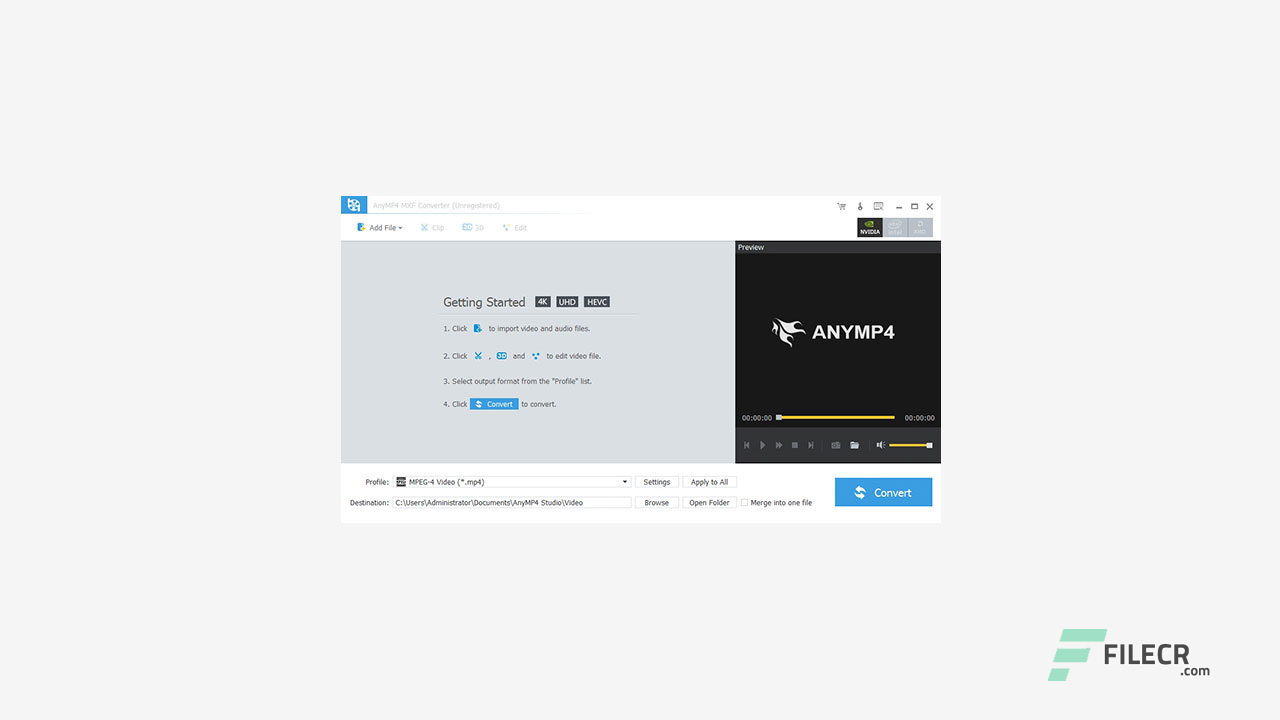 AnyMP4 MXF Converter (Unregistered)
Add File
Clip
3D
Edit
NVIDIA
intel
AMD
Preview
Getting Started 4K UHD HEVC
1. Click to import video and audio files.
2. Click , 3D and to edit video file.
3. Select output format from the "Profile" list.
4. Click Convert to convert.
ANYMP4
00:00:00 00:00:00
Profile: MPEG-4 Video (*.mp4) Settings Apply to All
Destination: C:\Users\Administrator\Documents\AnyMP4 Studio\Video Browse Open Folder Merge into one file
Convert
FILECR
.com